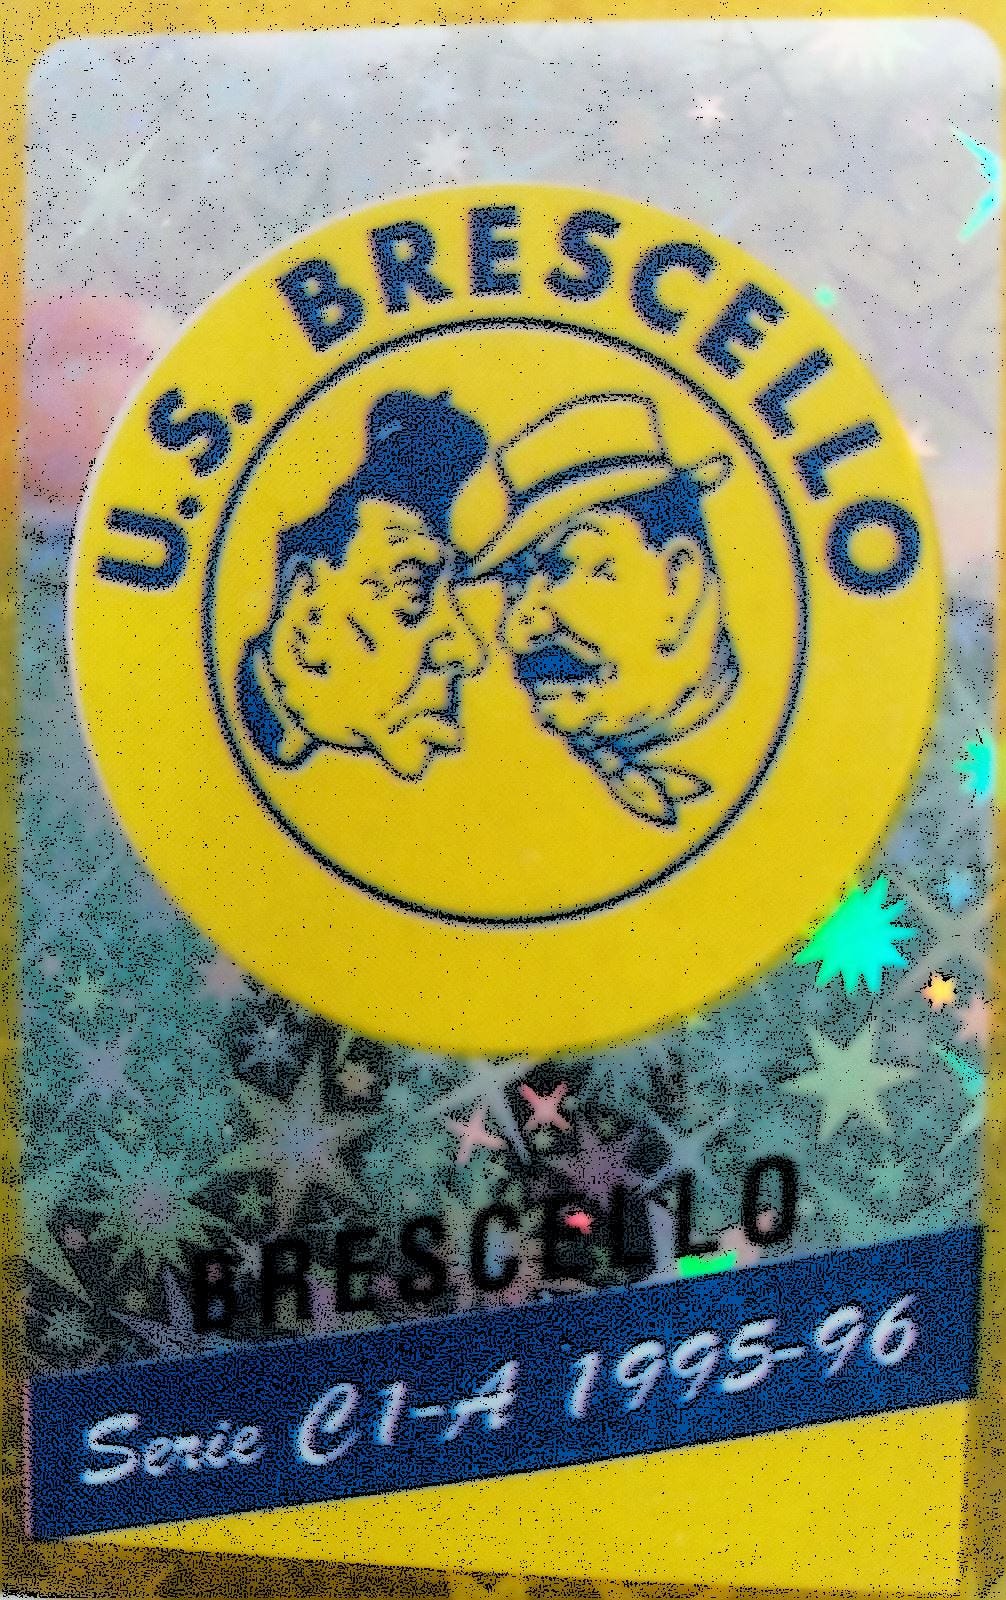 U.S. BRESCELLO
BRESCELLO
Serie C1-A 1995-96